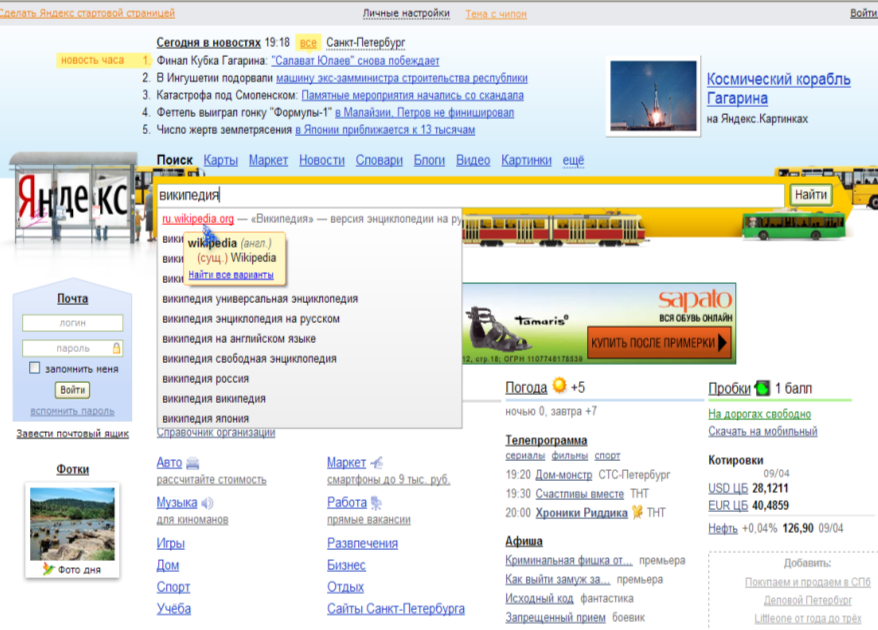 Сделать Яндекс стартовой страницей
Личные настройки
Тема с чипон
Войти
Сегодня в новостях 19:18 все Санкт-Петербург
новость часа
1. Финал Кубка Гагарина: "Салават Юлаев" снова побеждает
2. В Ингушетии подорвали машину экс-замминистра строительства республики
3. Катастрофа под Смоленском: Памятные мероприятия начались со скандала
4. Феттель выиграл гонку "Формулы-1" в Малайзии, Петров не финишировал
5. Число жертв землетрясения в Японии приближается к 13 тысячам
Космический корабль
Гагарина
на Яндекс.Картинках
Поиск Карты Маркет Новости Словари Блоги Видео Картинки ещё
Яндекс
википедия
Найти
ru.wikipedia.org — «Википедия» — версия энциклопедии на ру
вики
вики
вики
wikipedia (англ.)
(сущ.) Wikipedia
Найти все варианты
википедия универсальная энциклопедия
википедия энциклопедия на русском
википедия на английском языке
википедия свободная энциклопедия
википедия россия
википедия википедия
википедия япония
Справочник организаций
Почта
логин
пароль
запомнить меня
Войти
вспомнить пароль
Завести почтовый ящик
Фотки
Фото дня
Tamaris
sapato
ВСЯ ОБУВЬ ОНЛАЙН
КУПИТЬ ПОСЛЕ ПРИМЕРКИ
12, стр.18; ОГРН 1107746178538
Авто
рассчитайте стоимость
Музыка
для киноманов
Игры
Дом
Спорт
Учёба
Маркет
смартфоны до 9 тыс. руб.
Работа
прямые вакансии
Развлечения
Бизнес
Отдых
Сайты Санкт-Петербурга
Погода +5
ночью 0, завтра +7
Телепрограмма
сериалы фильмы спорт
19:20 Дом-монстр СТС-Петербург
19:30 Счастливы вместе ТНТ
20:00 Хроники Риддика ТНТ
Афиша
Криминальная фишка от... премьера
Как выйти замуж за... премьера
Исходный код фантастика
Запрещенный прием боевик
Пробки 1 балл
На дорогах свободно
Скачать на мобильный
Котировки
09/04
USD ЦБ 28,1211
EUR ЦБ 40,4859
Нефть +0,04% 126,90 09/04
Добавить:
Покупаем и продаем в СПб
Деловой Петербург
Littleone от года до трёх